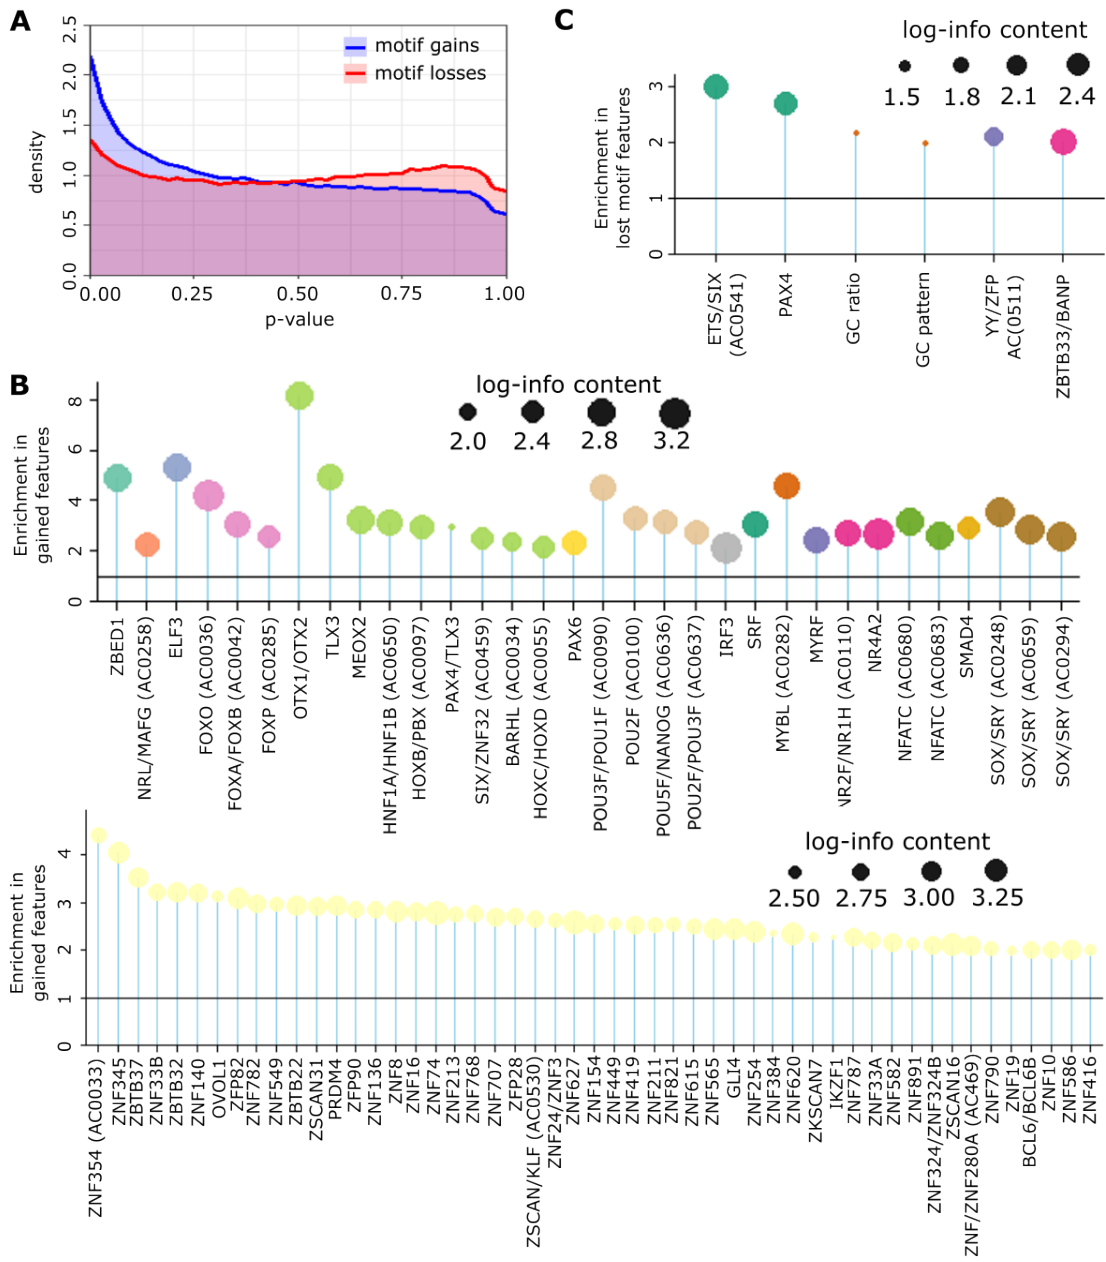 A
density
0.0
0.5
1.0
1.5
2.0
2.5
motif gains
motif losses
0.00 0.25 0.50 0.75 1.00
p-value
C
log-info content
1.5 1.8 2.1 2.4
Enrichment in
lost motif features
0
1
2
3
ETS/SIX
(AC0541)
PAX4
GC ratio
GC pattern
YY/ZFP
AC(0511)
ZBTB33/BANP
B
log-info content
2.0 2.4 2.8 3.2
Enrichment in
gained features
0
2
4
6
8
ZBED1
NRL/MAFG (AC0258)
ELF3
FOXO (AC0036)
FOXA/FOXB (AC0042)
FOXP (AC0285)
OTX1/OTX2
TLX3
MEOX2
HNF1A/HNF1B (AC0650)
HOXB/PBX (AC0097)
PAX4/TLX3
SIX/ZNF32 (AC0459)
BARHL (AC0034)
HOXC/HOXD (AC0055)
PAX6
POU3F/POU1F (AC0090)
POU2F (AC0100)
POU5F/NANOG (AC0636)
POU2F/POU3F (AC0637)
IRF3
SRF
MYBL (AC0282)
MYRF
NR2F/NR1H (AC0110)
NR4A2
NFATC (AC0680)
NFATC (AC0683)
SMAD4
SOX/SRY (AC0248)
SOX/SRY (AC0659)
SOX/SRY (AC0294)
log-info content
2.50 2.75 3.00 3.25
Enrichment in
gained features
0
1
2
3
4
ZNF354 (AC0033)
ZNF345
ZBTB37
ZNF33B
ZBTB32
ZNF140
OVOL1
ZFP82
ZNF782
ZNF549
ZBTB22
ZSCAN31
PRDM4
ZFP90
ZNF136
ZNF8
ZNF16
ZNF74
ZNF213
ZNF768
ZNF707
ZFP28
ZSCAN/KLF (AC0530)
ZNF24/ZNF3
ZNF627
ZNF154
ZNF449
ZNF419
ZNF211
ZNF821
ZNF615
ZNF565
GLI4
ZNF254
ZNF384
ZNF620
ZKSCAN7
IKZF1
ZNF787
ZNF33A
ZNF582
ZNF891
ZNF324/ZNF324B
ZSCAN16
ZNF/ZNF280A (AC469)
ZNF790
ZNF19
BCL6/BCL6B
ZNF10
ZNF586
ZNF416